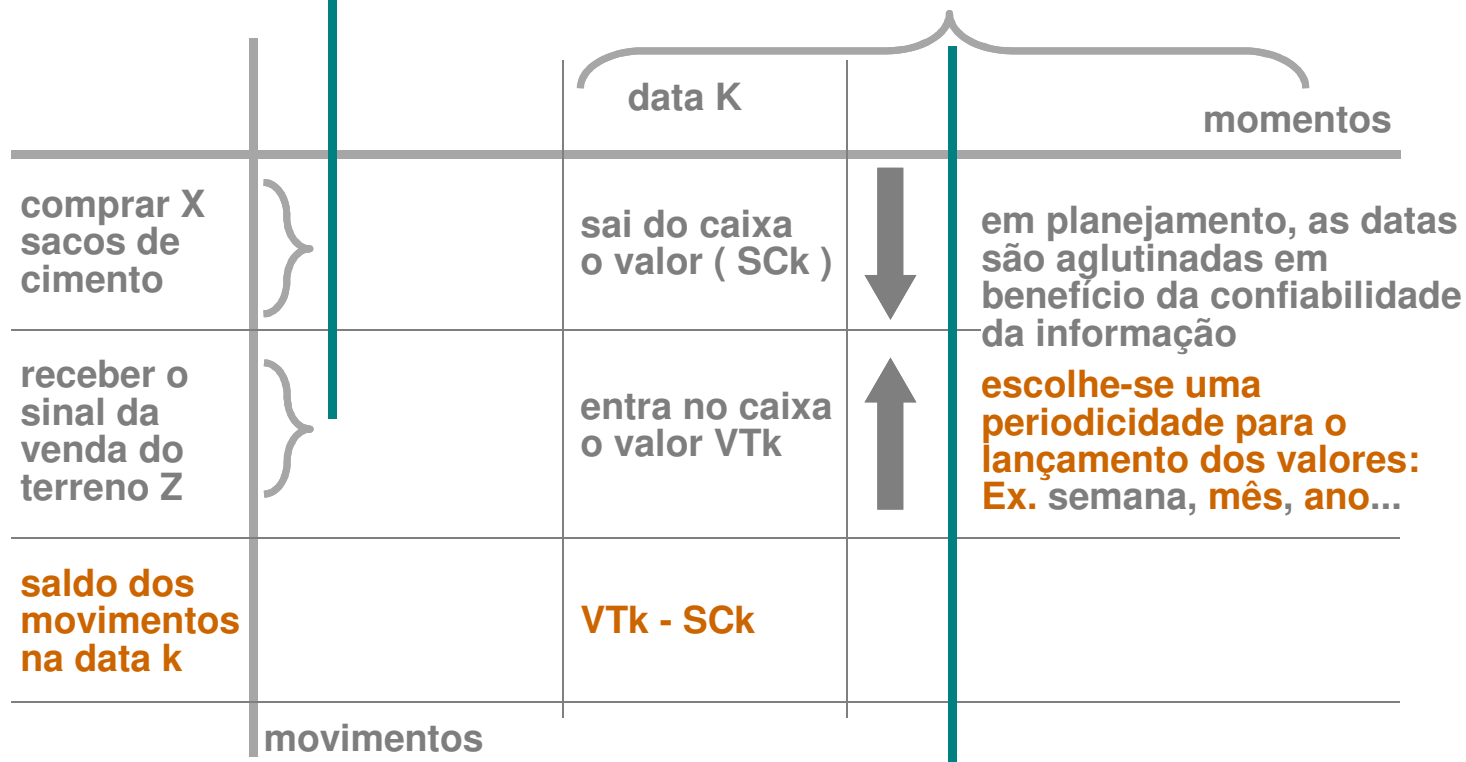 data K
momentos
comprar X
sacos de
cimento
sai do caixa
o valor ( SCk )
em planejamento, as datas
são aglutinadas em
benefício da confiabilidade
da informação
receber o
sinal da
venda do
terreno Z
entra no caixa
o valor VTk
escolhe-se uma
periodicidade para o
lançamento dos valores:
Ex. semana, mês, ano...
saldo dos
movimentos
na data k
VTk - SCk
movimentos